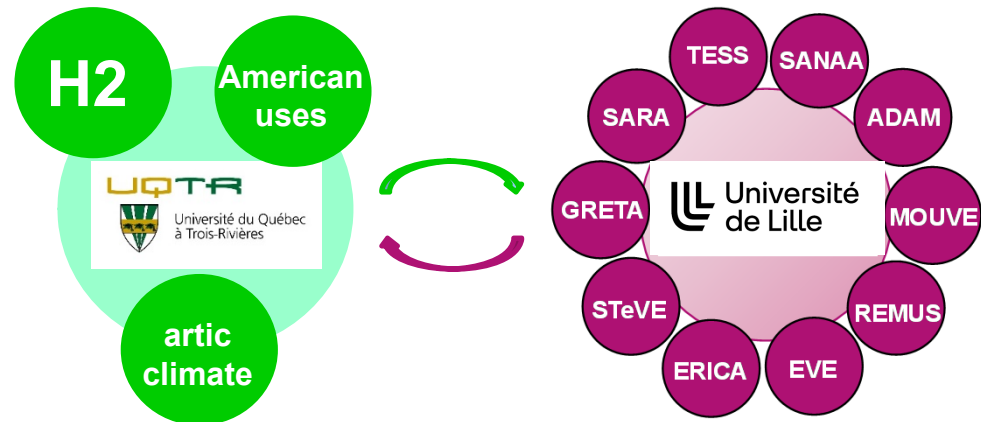 H2
American
uses
UQTR
Université du Québec
à Trois-Rivières
artic
climate
TESS
SANAA
SARA
ADAM
GRETA
Université
de Lille
MOUVE
STeVE
REMUS
ERICA
EVE